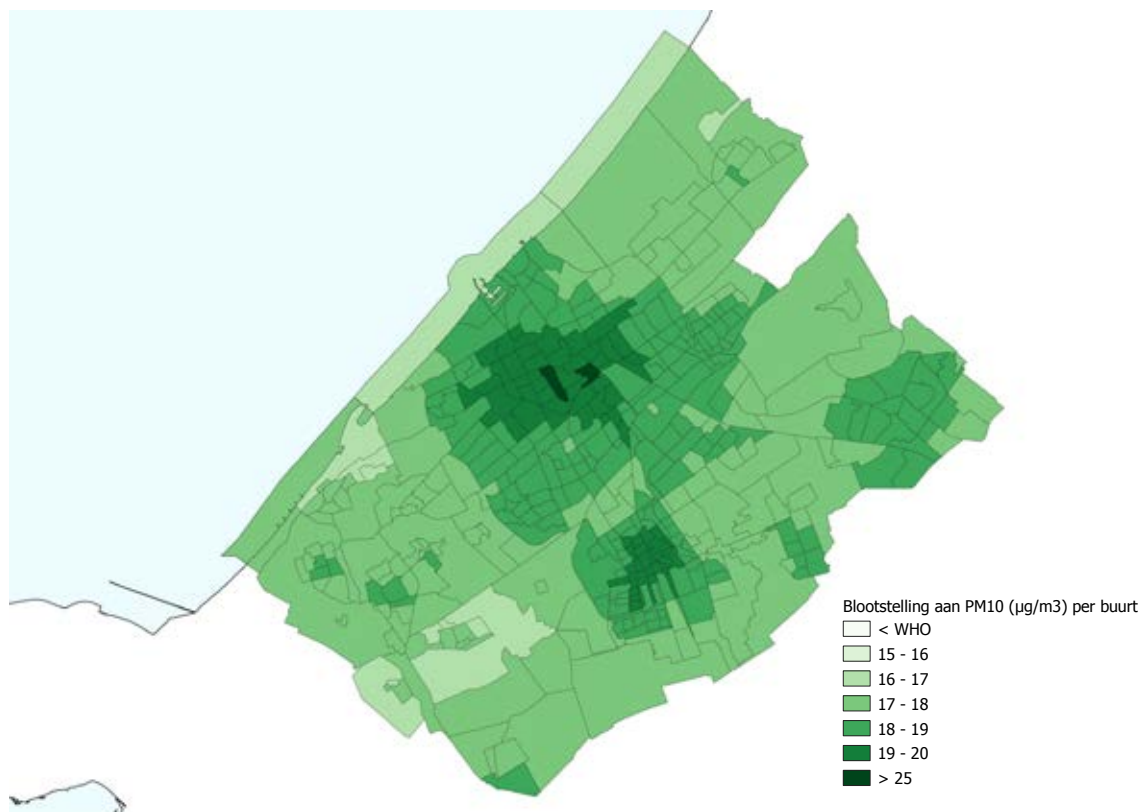 Blootstelling aan PM10 (µg/m3) per buurt
< WHO
15 - 16
16 - 17
17 - 18
18 - 19
19 - 20
> 25